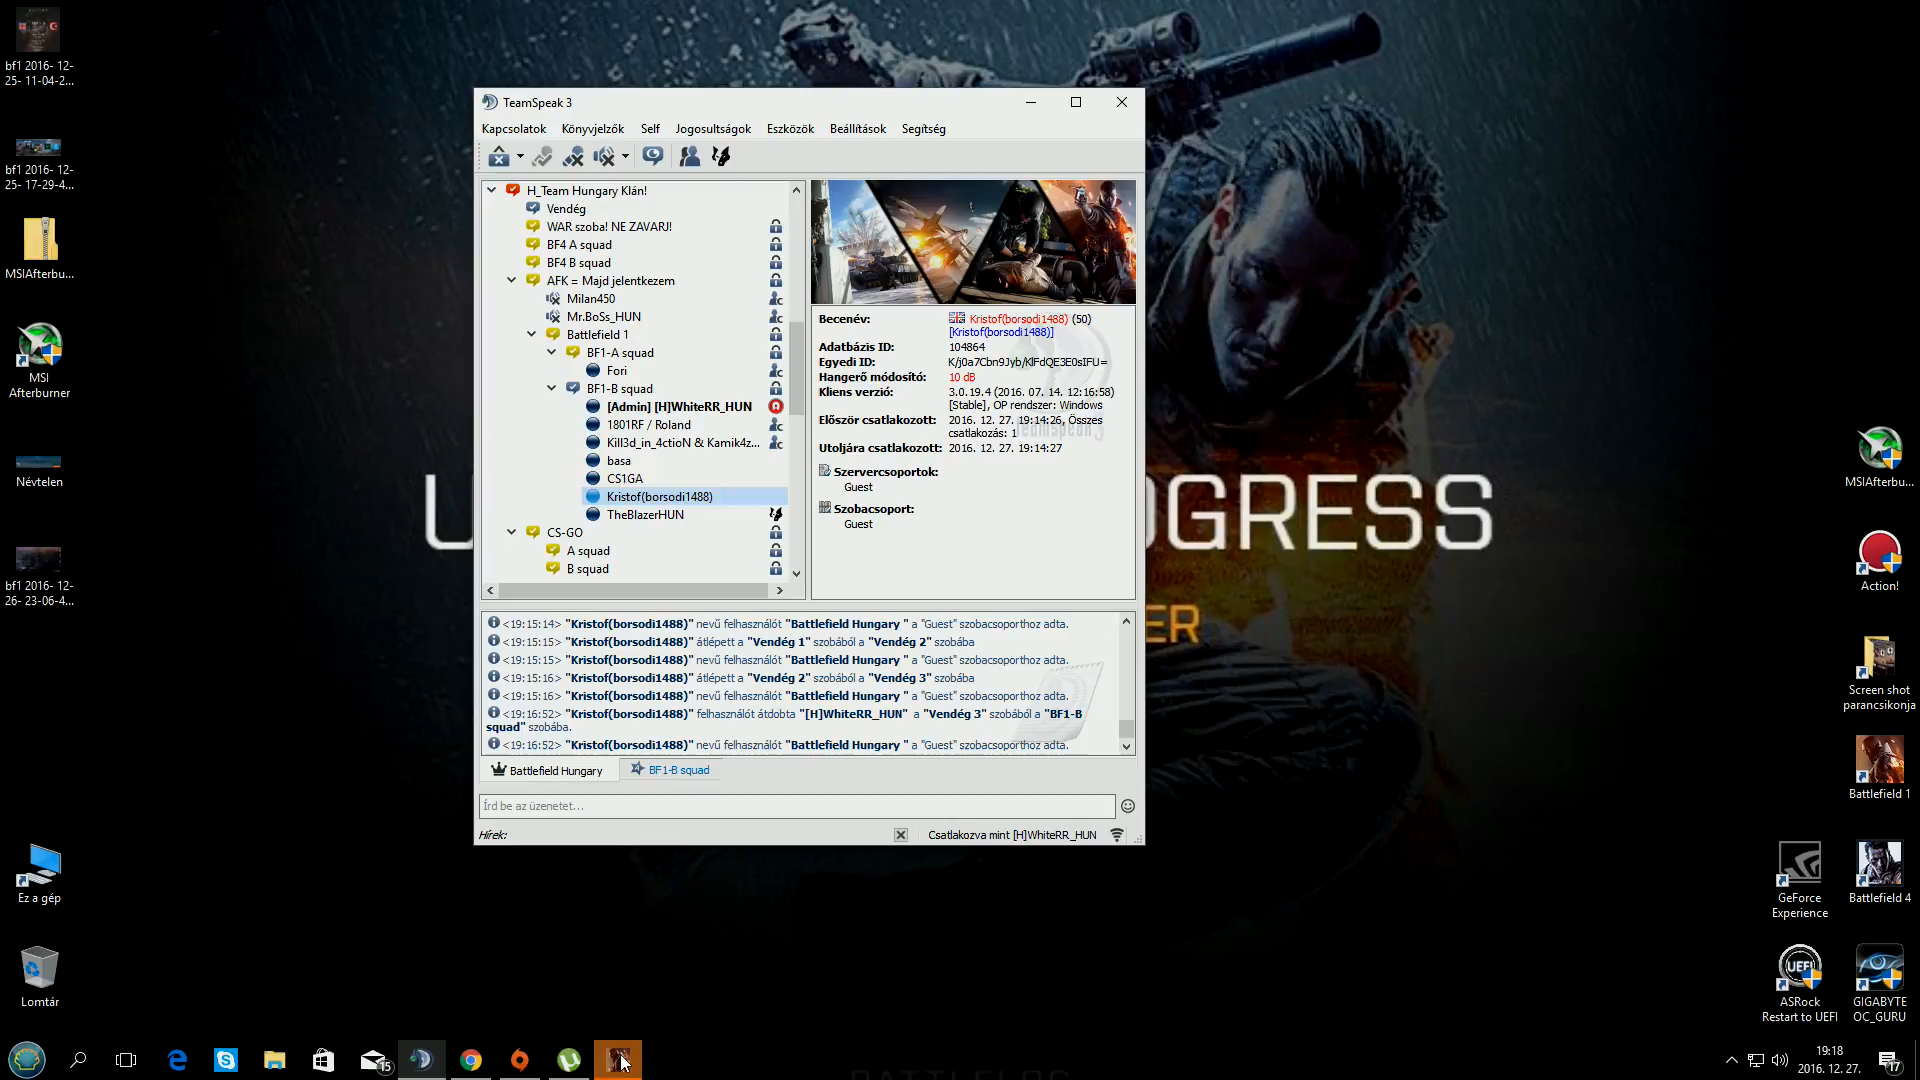 bf1 2016- 12-
25- 11-04-2...
bf1 2016- 12-
25- 17-29-4...
MSIAfterbu...
MSI
Afterburner
Névtelen
bf1 2016- 12-
26- 23-06-4...
Ez a gép
Lomtár
TeamSpeak 3
Kapcsolatok Könyvjelzők Self Jogosultságok Eszközök Beállítások Segítség
H_Team Hungary Klán!
Vendég
WAR szoba! NE ZAVARJ!
BF4 A squad
BF4 B squad
AFK = Majd jelentkezem
Milan450
Mr.BoSs_HUN
Battlefield 1
BF1-A squad
Fori
BF1-B squad
[Admin] [H]WhiteRR_HUN
1801RF / Roland
Kill3d_in_4ctioN & Kamik4z...
basa
CS1GA
Kristof(borsodi1488)
TheBlazerHUN
CS-GO
A squad
B squad
Becenév: Kristof(borsodi1488) (50)
[Kristof(borsodi1488)]
Adatbázis ID: 104864
Egyedi ID: K/j0a7Cbn9Jyb/KlFdQE3E0sIFU=
Hangerő módosító: 10 dB
Kliens verzió: 3.0.19.4 (2016. 07. 14. 12:16:58)
[Stable], OP rendszer: Windows
Először csatlakozott: 2016. 12. 27. 19:14:26, Összes
csatlakozás: 1
Utoljára csatlakozott: 2016. 12. 27. 19:14:27
Szervercsoportok:
Guest
Szobacsoport:
Guest
teamspeak3
<19:15:14> "Kristof(borsodi1488)" nevű felhasználót "Battlefield Hungary " a "Guest" szobacsoporthoz adta.
<19:15:15> "Kristof(borsodi1488)" átlépett a "Vendég 1" szobából a "Vendég 2" szobába
<19:15:15> "Kristof(borsodi1488)" nevű felhasználót "Battlefield Hungary " a "Guest" szobacsoporthoz adta.
<19:15:16> "Kristof(borsodi1488)" átlépett a "Vendég 2" szobából a "Vendég 3" szobába
<19:15:16> "Kristof(borsodi1488)" nevű felhasználót "Battlefield Hungary " a "Guest" szobacsoporthoz adta.
<19:16:52> "Kristof(borsodi1488)" felhasználót átdobta "[H]WhiteRR_HUN" a "Vendég 3" szobából a "BF1-B
squad" szobába.
<19:16:52> "Kristof(borsodi1488)" nevű felhasználót "Battlefield Hungary " a "Guest" szobacsoporthoz adta.
Battlefield Hungary BF1-B squad
Írd be az üzenetet...
Hírek: Csatlakozva mint [H]WhiteRR_HUN
U OGRESS
ER
MSIAfterbu...
Action!
Screen shot
parancsikonja
Battlefield 1
GeForce
Experience
Battlefield 4
UEFI
ASRock
Restart to UEFI
GIGABYTE
OC_GURU
15
19:18
2016. 12. 27.
17